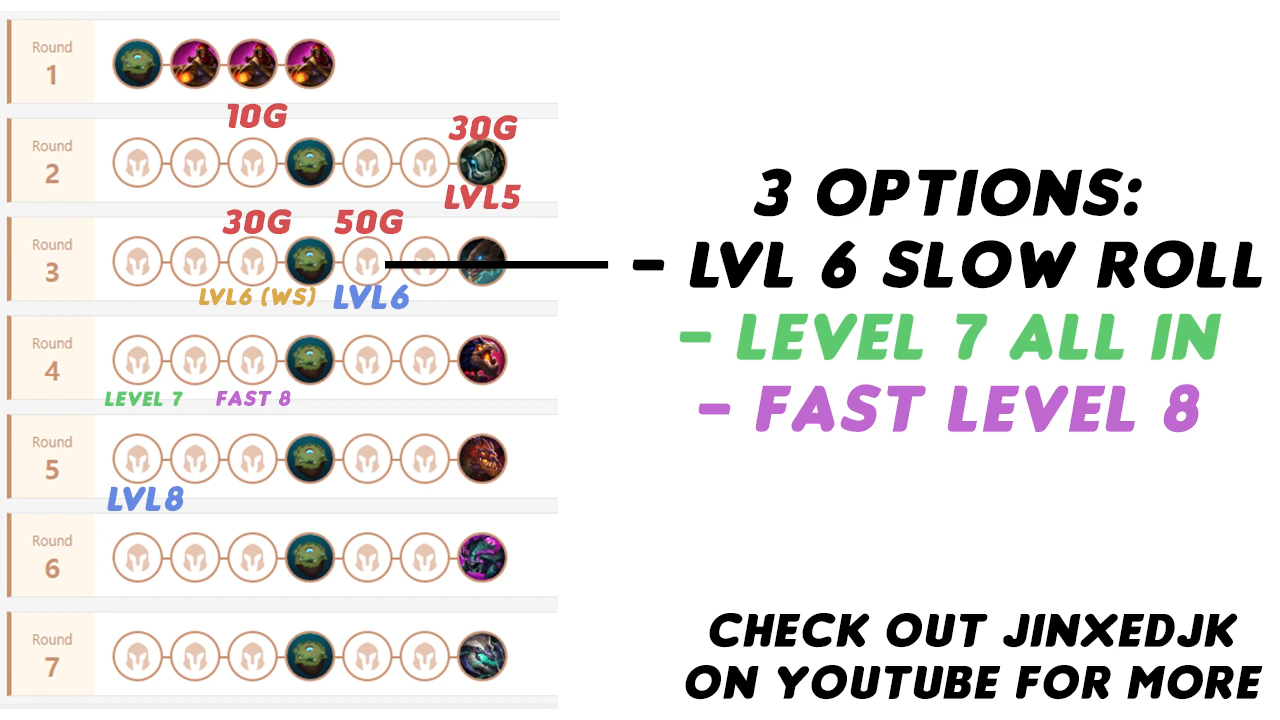 Round
1
10G
30G
Round
2
LVL5
30G 50G
Round
3
LVL6 (WS) LVL6
Round
4
LEVEL 7 FAST 8
Round
5
LVL8
Round
6
Round
7
3 OPTIONS:
- LVL 6 SLOW ROLL
- LEVEL 7 ALL IN
- FAST LEVEL 8
CHECK OUT JINXEDJK
ON YOUTUBE FOR MORE